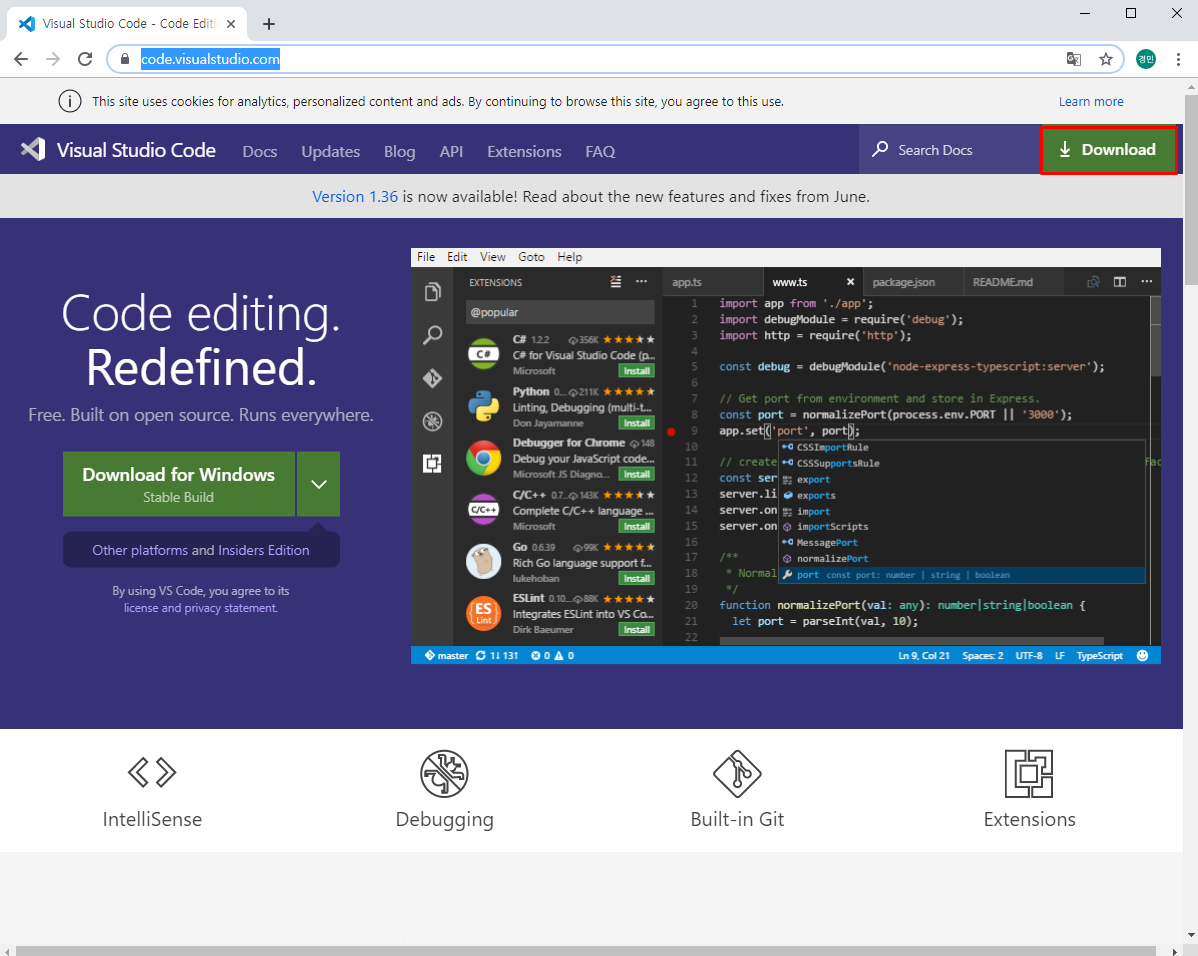 Visual Studio Code - Code Editi
code.visualstudio.com
경민
This site uses cookies for analytics, personalized content and ads. By continuing to browse this site, you agree to this use.
Learn more
Visual Studio Code
Docs
Updates
Blog
API
Extensions
FAQ
Search Docs
Download
Version 1.36 is now available! Read about the new features and fixes from June.
Code editing.
Redefined.
Free. Built on open source. Runs everywhere.
Download for Windows
Stable Build
Other platforms and Insiders Edition
By using VS Code, you agree to its
license and privacy statement.
File Edit View Goto Help
EXTENSIONS
@popular
C# 1.2.2 356K
C#
C# for Visual Studio Code (p...
Microsoft Install
Python 0... 211K
Linting, Debugging (multi-t...
Don Jayamanne Install
Debugger for Chrome 148
Debug your JavaScript code...
Microsoft JS Diagno... Install
C/C++ 0.7... 143K
C/C++
Complete C/C++ language ...
Microsoft Install
Go 0.6.39 99K
Rich Go language support f...
lukehoban Install
ESLint 0.10... 88K
ES
Lint
Integrates ESLint into VS Co...
Dirk Baeumer Install
app.ts www.ts package.json README.md
1 import app from './app';
2 import debugModule = require('debug');
3 import http = require('http');
4
5 const debug = debugModule('node-express-typescript:server');
6
7 // Get port from environment and store in Express.
8 const port = normalizePort(process.env.PORT || '3000');
9 app.set('port', port);
10 CSSImportRule
11 // create CSSSupportsRule Fac
12 const ser export
13 server.li exports
14 server.on import
15 server.on importScripts
16 MessagePort
17 /** normalizePort
18 * Normal port const port: number | string | boolean
19 */
20 function normalizePort(val: any): number|string|boolean {
21 let port = parseInt(val, 10);
22
master 1↓ 13↑ 0 0
Ln 9, Col 21 Spaces: 2 UTF-8 LF TypeScript
IntelliSense
Debugging
Built-in Git
Extensions